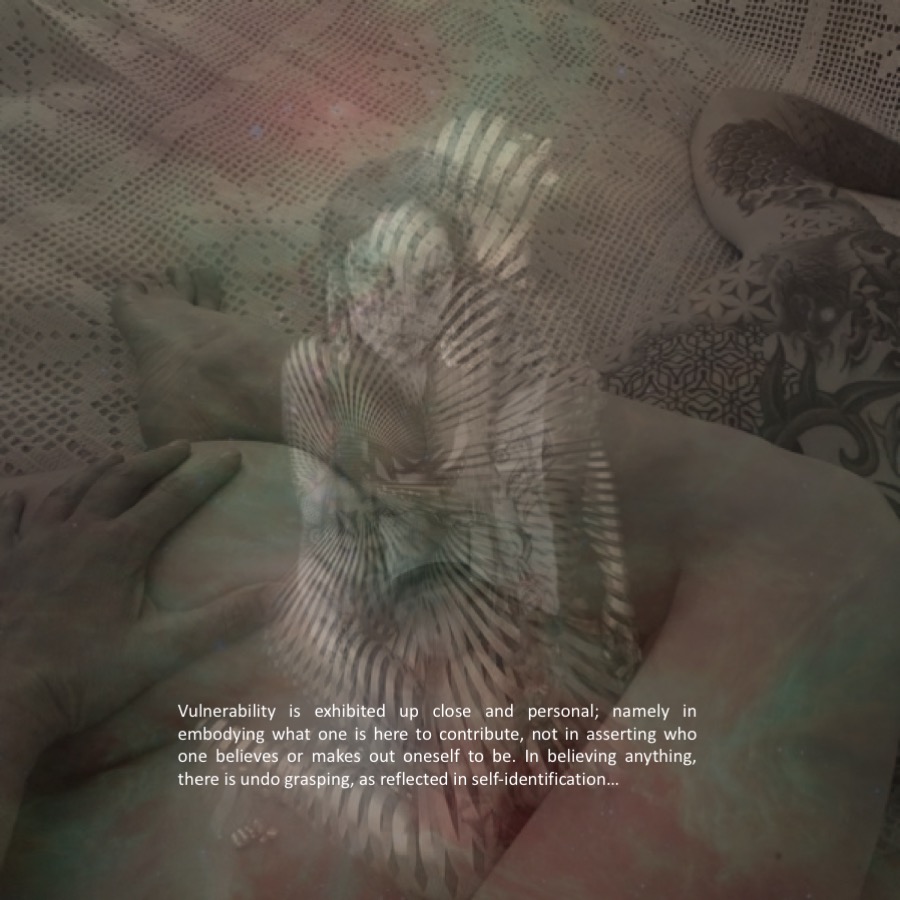 Vulnerability is exhibited up close and personal; namely in
embodying what one is here to contribute, not in asserting who
one believes or makes out oneself to be. In believing anything,
there is undo grasping, as reflected in self-identification...